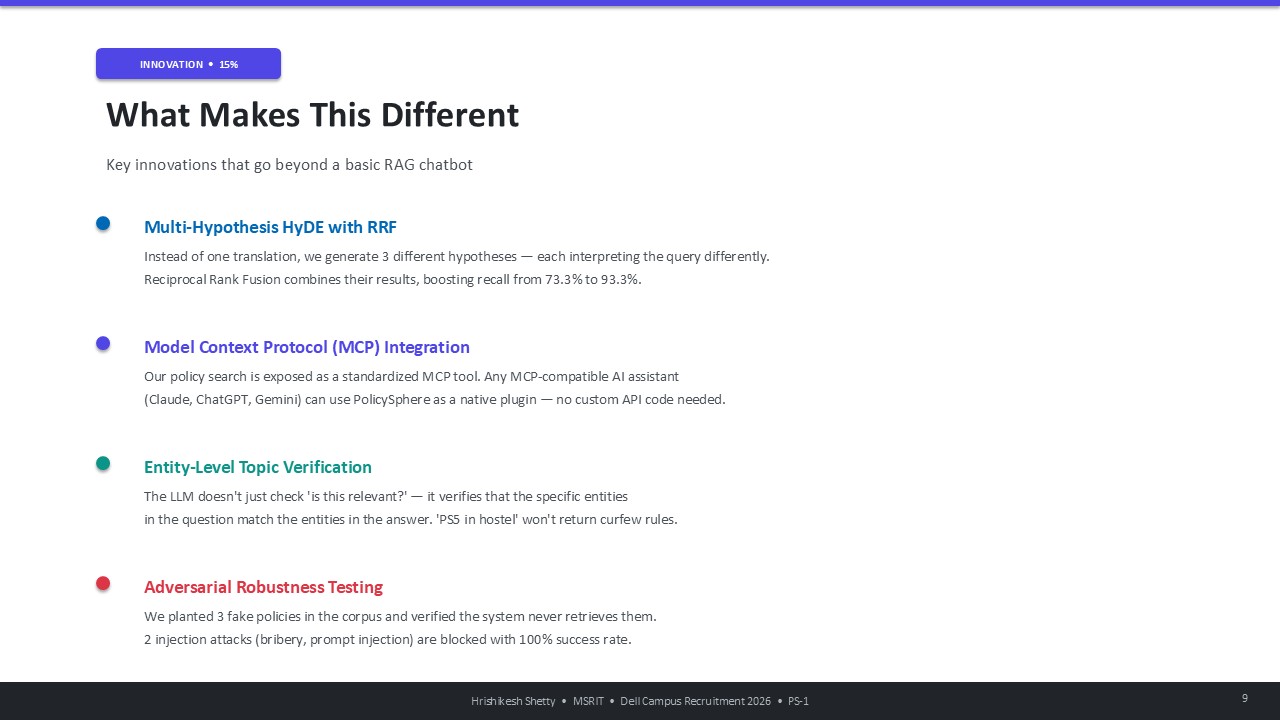 INNOVATION • 15%
What Makes This Different
Key innovations that go beyond a basic RAG chatbot
Multi-Hypothesis HyDE with RRF
Instead of one translation, we generate 3 different hypotheses — each interpreting the query differently.
Reciprocal Rank Fusion combines their results, boosting recall from 73.3% to 93.3%.
Model Context Protocol (MCP) Integration
Our policy search is exposed as a standardized MCP tool. Any MCP-compatible AI assistant
(Claude, ChatGPT, Gemini) can use PolicySphere as a native plugin — no custom API code needed.
Entity-Level Topic Verification
The LLM doesn't just check 'is this relevant?' — it verifies that the specific entities
in the question match the entities in the answer. 'PS5 in hostel' won't return curfew rules.
Adversarial Robustness Testing
We planted 3 fake policies in the corpus and verified the system never retrieves them.
2 injection attacks (bribery, prompt injection) are blocked with 100% success rate.
Hrishikesh Shetty • MSRIT • Dell Campus Recruitment 2026 • PS-1
9